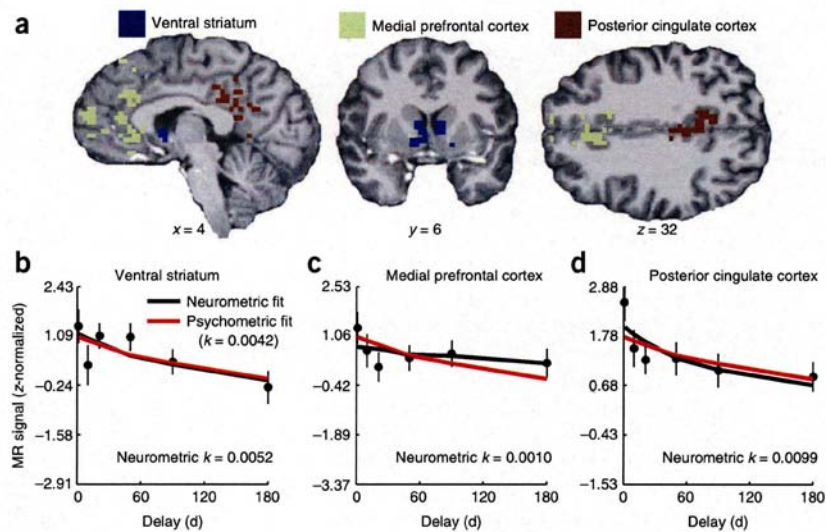 a
Ventral striatum
Medial prefrontal cortex
Posterior cingulate cortex
x = 4
y = 6
z = 32
b
Ventral striatum
MR signal (z-normalized)
2.43
1.09
−0.24
−1.58
−2.91
Neurometric fit
Psychometric fit
(k = 0.0042)
Neurometric k = 0.0052
0
60
120
180
Delay (d)
c
Medial prefrontal cortex
2.53
1.06
−0.42
−1.89
−3.37
Neurometric k = 0.0010
0
60
120
180
Delay (d)
d
Posterior cingulate cortex
2.88
1.78
0.68
−0.43
−1.53
Neurometric k = 0.0099
0
60
120
180
Delay (d)